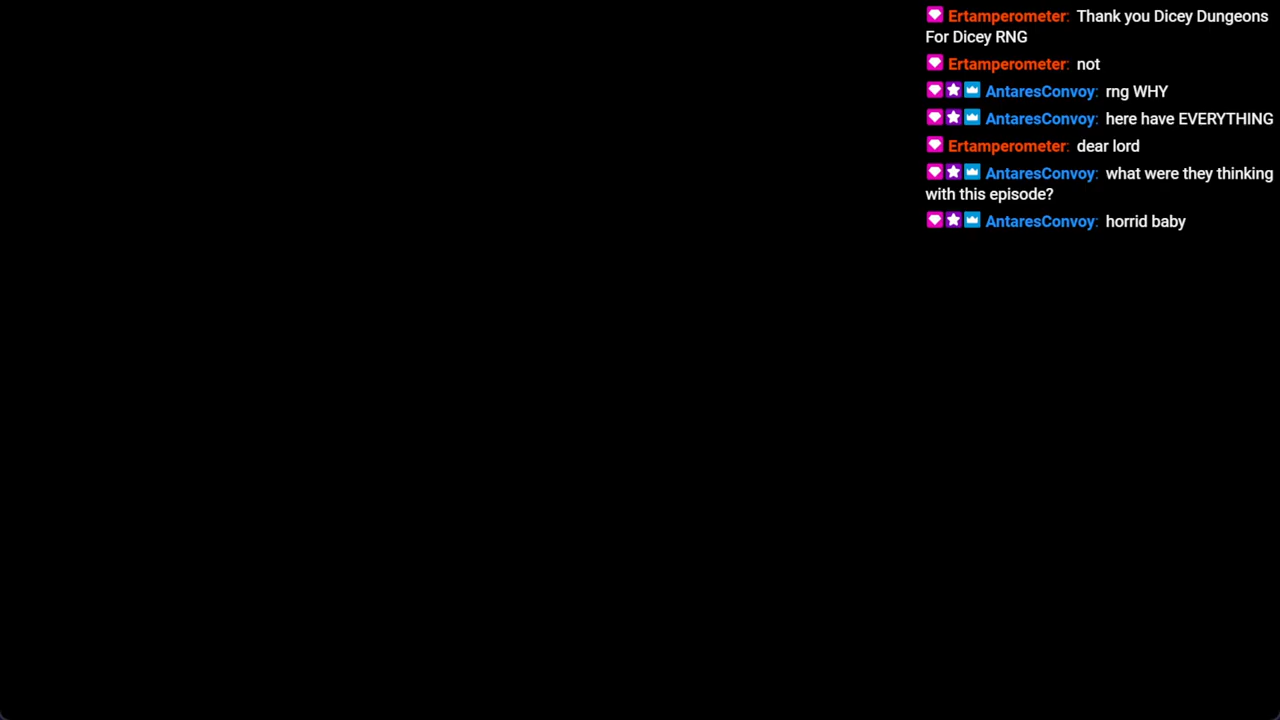 Ertamperometer: Thank you Dicey Dungeons
For Dicey RNG
Ertamperometer: not
AntaresConvoy: rng WHY
AntaresConvoy: here have EVERYTHING
Ertamperometer: dear lord
AntaresConvoy: what were they thinking
with this episode?
AntaresConvoy: horrid baby